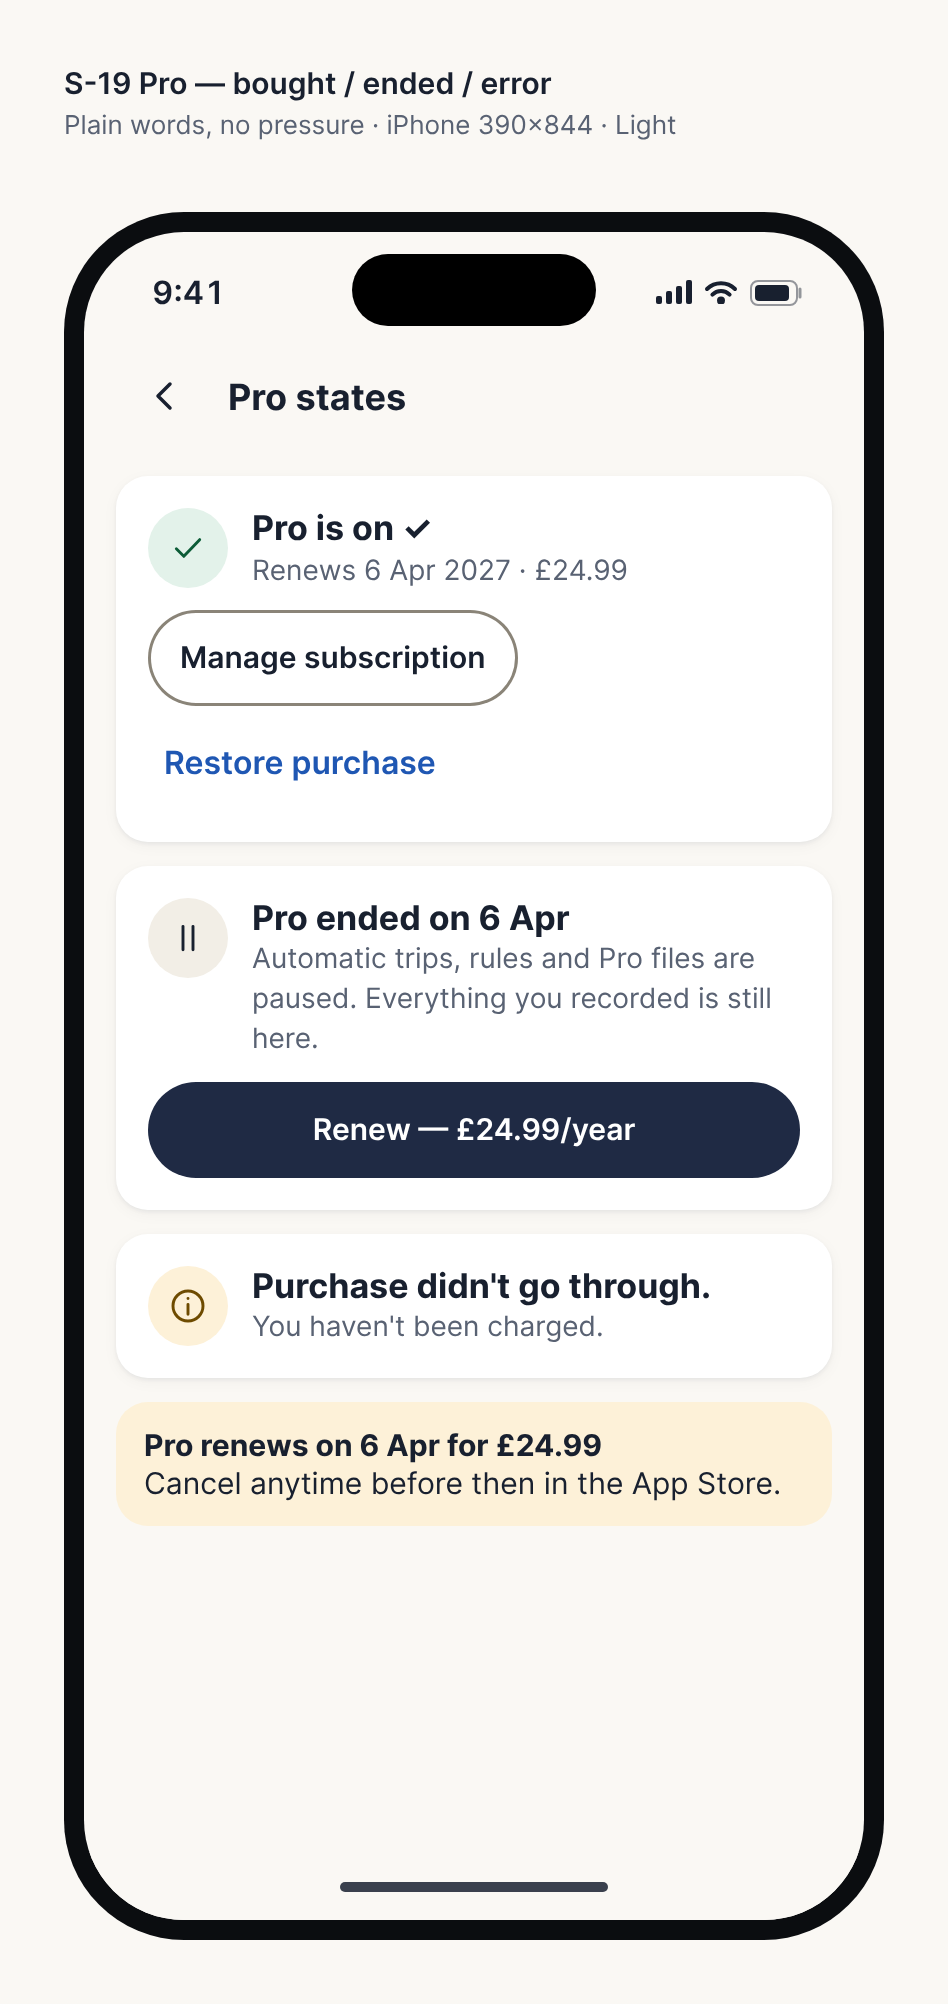 S-19 Pro — bought / ended / error
Plain words, no pressure · iPhone 390×844 · Light
9:41
Pro states
Pro is on ✓
Renews 6 Apr 2027 · £24.99
Manage subscription
Restore purchase
Pro ended on 6 Apr
Automatic trips, rules and Pro files are
paused. Everything you recorded is still
here.
Renew — £24.99/year
Purchase didn't go through.
You haven't been charged.
Pro renews on 6 Apr for £24.99
Cancel anytime before then in the App Store.